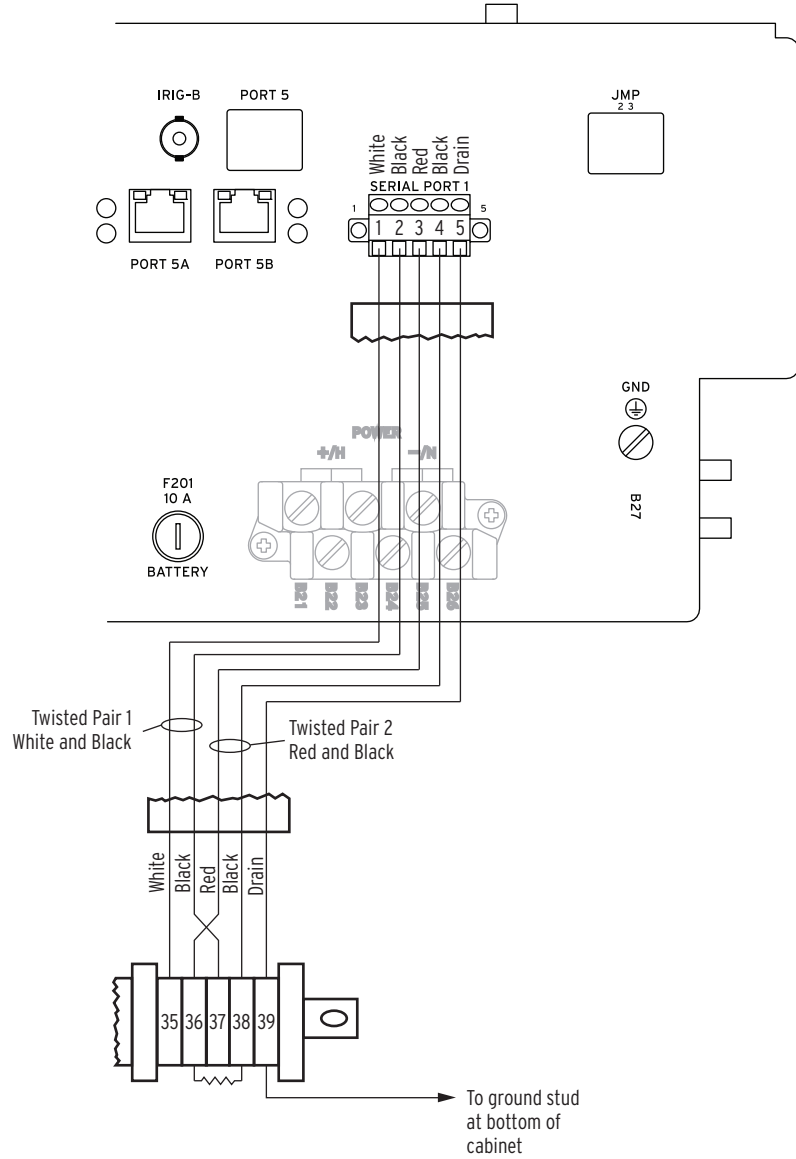 IRIG-B
PORT 5
JMP
2 3
White
Black
Red
Black
Drain
SERIAL PORT 1
1
5
1 2 3 4 5
PORT 5A
PORT 5B
GND
B27
POWER
+/H
-/N
F201
10 A
BATTERY
B21
B22
B23
B24
B25
B26
Twisted Pair 1
White and Black
Twisted Pair 2
Red and Black
White
Black
Red
Black
Drain
35 36 37 38 39
To ground stud
at bottom of
cabinet